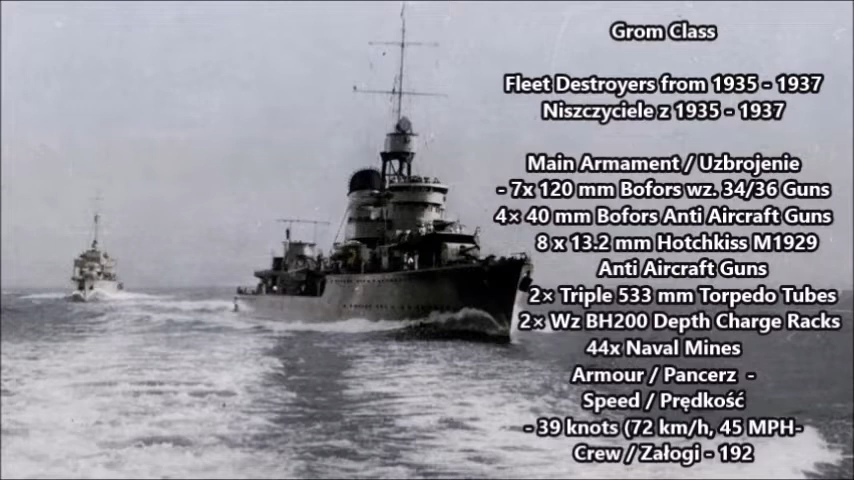 Grom Class
Fleet Destroyers from 1935 - 1937
Niszczyciele z 1935 - 1937
Main Armament / Uzbrojenie
- 7x 120 mm Bofors wz. 34/36 Guns
4× 40 mm Bofors Anti Aircraft Guns
8 x 13.2 mm Hotchkiss M1929
Anti Aircraft Guns
2× Triple 533 mm Torpedo Tubes
2× Wz BH200 Depth Charge Racks
44x Naval Mines
Armour / Pancerz -
Speed / Prędkość
- 39 knots (72 km/h, 45 MPH-
Crew / Załogi - 192